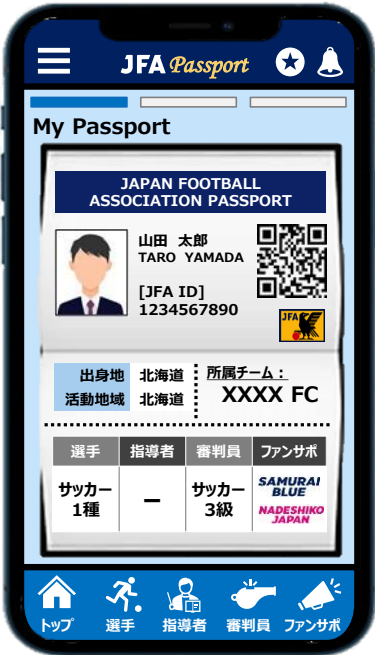 JFA Passport
My Passport
JAPAN FOOTBALL
ASSOCIATION PASSPORT
山田 太郎
TARO YAMADA
[JFA ID]
1234567890
JFA
出身地 北海道
活動地域 北海道
所属チーム：
XXXX FC
選手 指導者 審判員 ファンサポ
サッカー
1種
ー
サッカー
3級
SAMURAI
BLUE
NADESHIKO
JAPAN
トップ 選手 指導者 審判員 ファンサポ